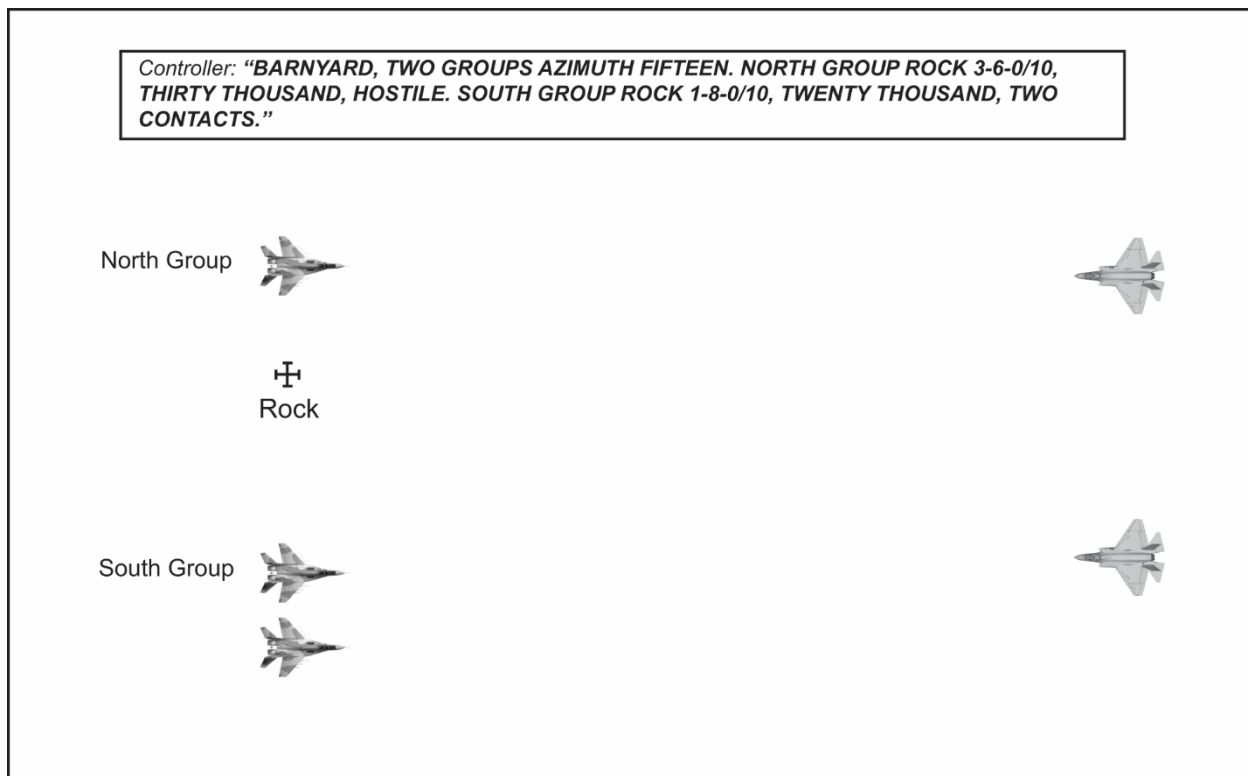 Controller: “BARNYARD, TWO GROUPS AZIMUTH FIFTEEN. NORTH GROUP ROCK 3-6-0/10,
THIRTY THOUSAND, HOSTILE. SOUTH GROUP ROCK 1-8-0/10, TWENTY THOUSAND, TWO
CONTACTS.”
North Group
Rock
South Group